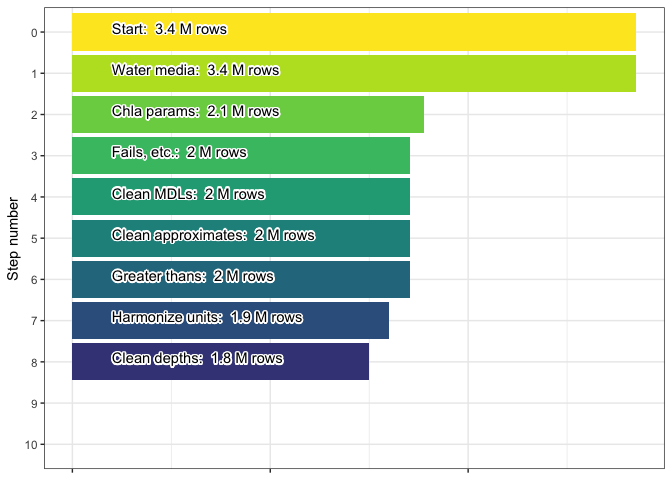 Step number
0
Start:  3.4 M rows
1
Water media:  3.4 M rows
2
Chla params:  2.1 M rows
3
Fails, etc.:  2 M rows
4
Clean MDLs:  2 M rows
5
Clean approximates:  2 M rows
6
Greater thans:  2 M rows
7
Harmonize units:  1.9 M rows
8
Clean depths:  1.8 M rows
9
10